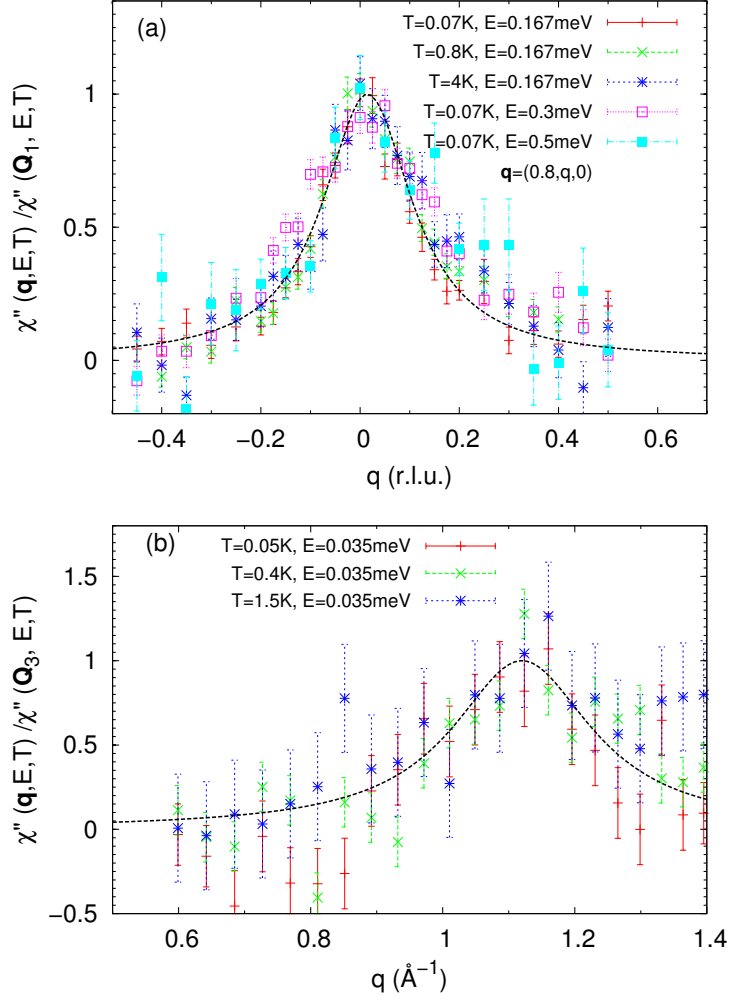 (a)
T=0.07K, E=0.167meV
T=0.8K, E=0.167meV
T=4K, E=0.167meV
T=0.07K, E=0.3meV
T=0.07K, E=0.5meV
q=(0.8,q,0)
χ'' (q,E,T) /χ'' (Q1, E,T)
1
0.5
0
−0.4 −0.2 0 0.2 0.4 0.6
q (r.l.u.)
(b)
T=0.05K, E=0.035meV
T=0.4K, E=0.035meV
T=1.5K, E=0.035meV
χ'' (q,E,T) /χ'' (Q3, E,T)
1.5
1
0.5
0
-0.5
0.6 0.8 1 1.2 1.4
q (Å−1)